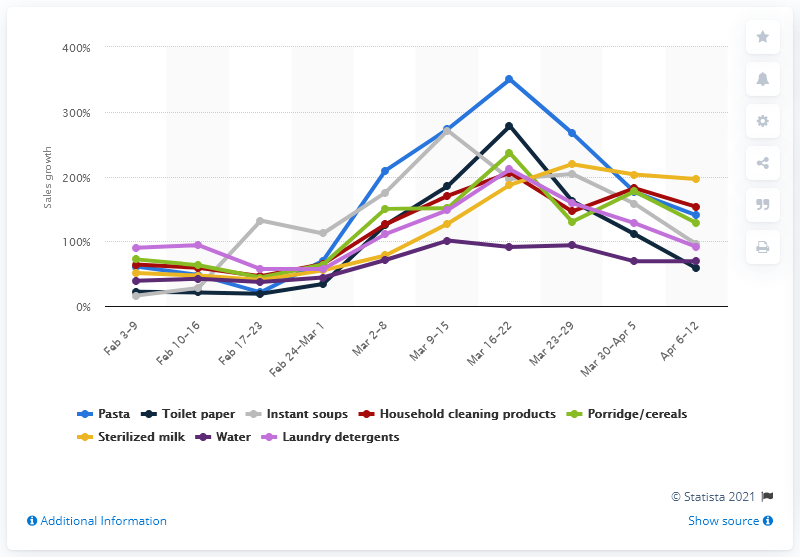 400%
300%
200%
100%
0%
Sales growth
Feb 3–9
Feb 10–16
Feb 17–23
Feb 24–Mar 1
Mar 2–8
Mar 9–15
Mar 16–22
Mar 23–29
Mar 30–Apr 5
Apr 6–12
Pasta Toilet paper Instant soups Household cleaning products Porridge/cereals
Sterilized milk Water Laundry detergents
© Statista 2021
Additional Information Show source